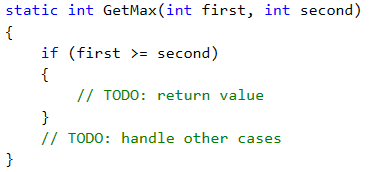 static int GetMax(int first, int second)
{
    if (first >= second)
    {
        // TODO: return value
    }
    // TODO: handle other cases
}